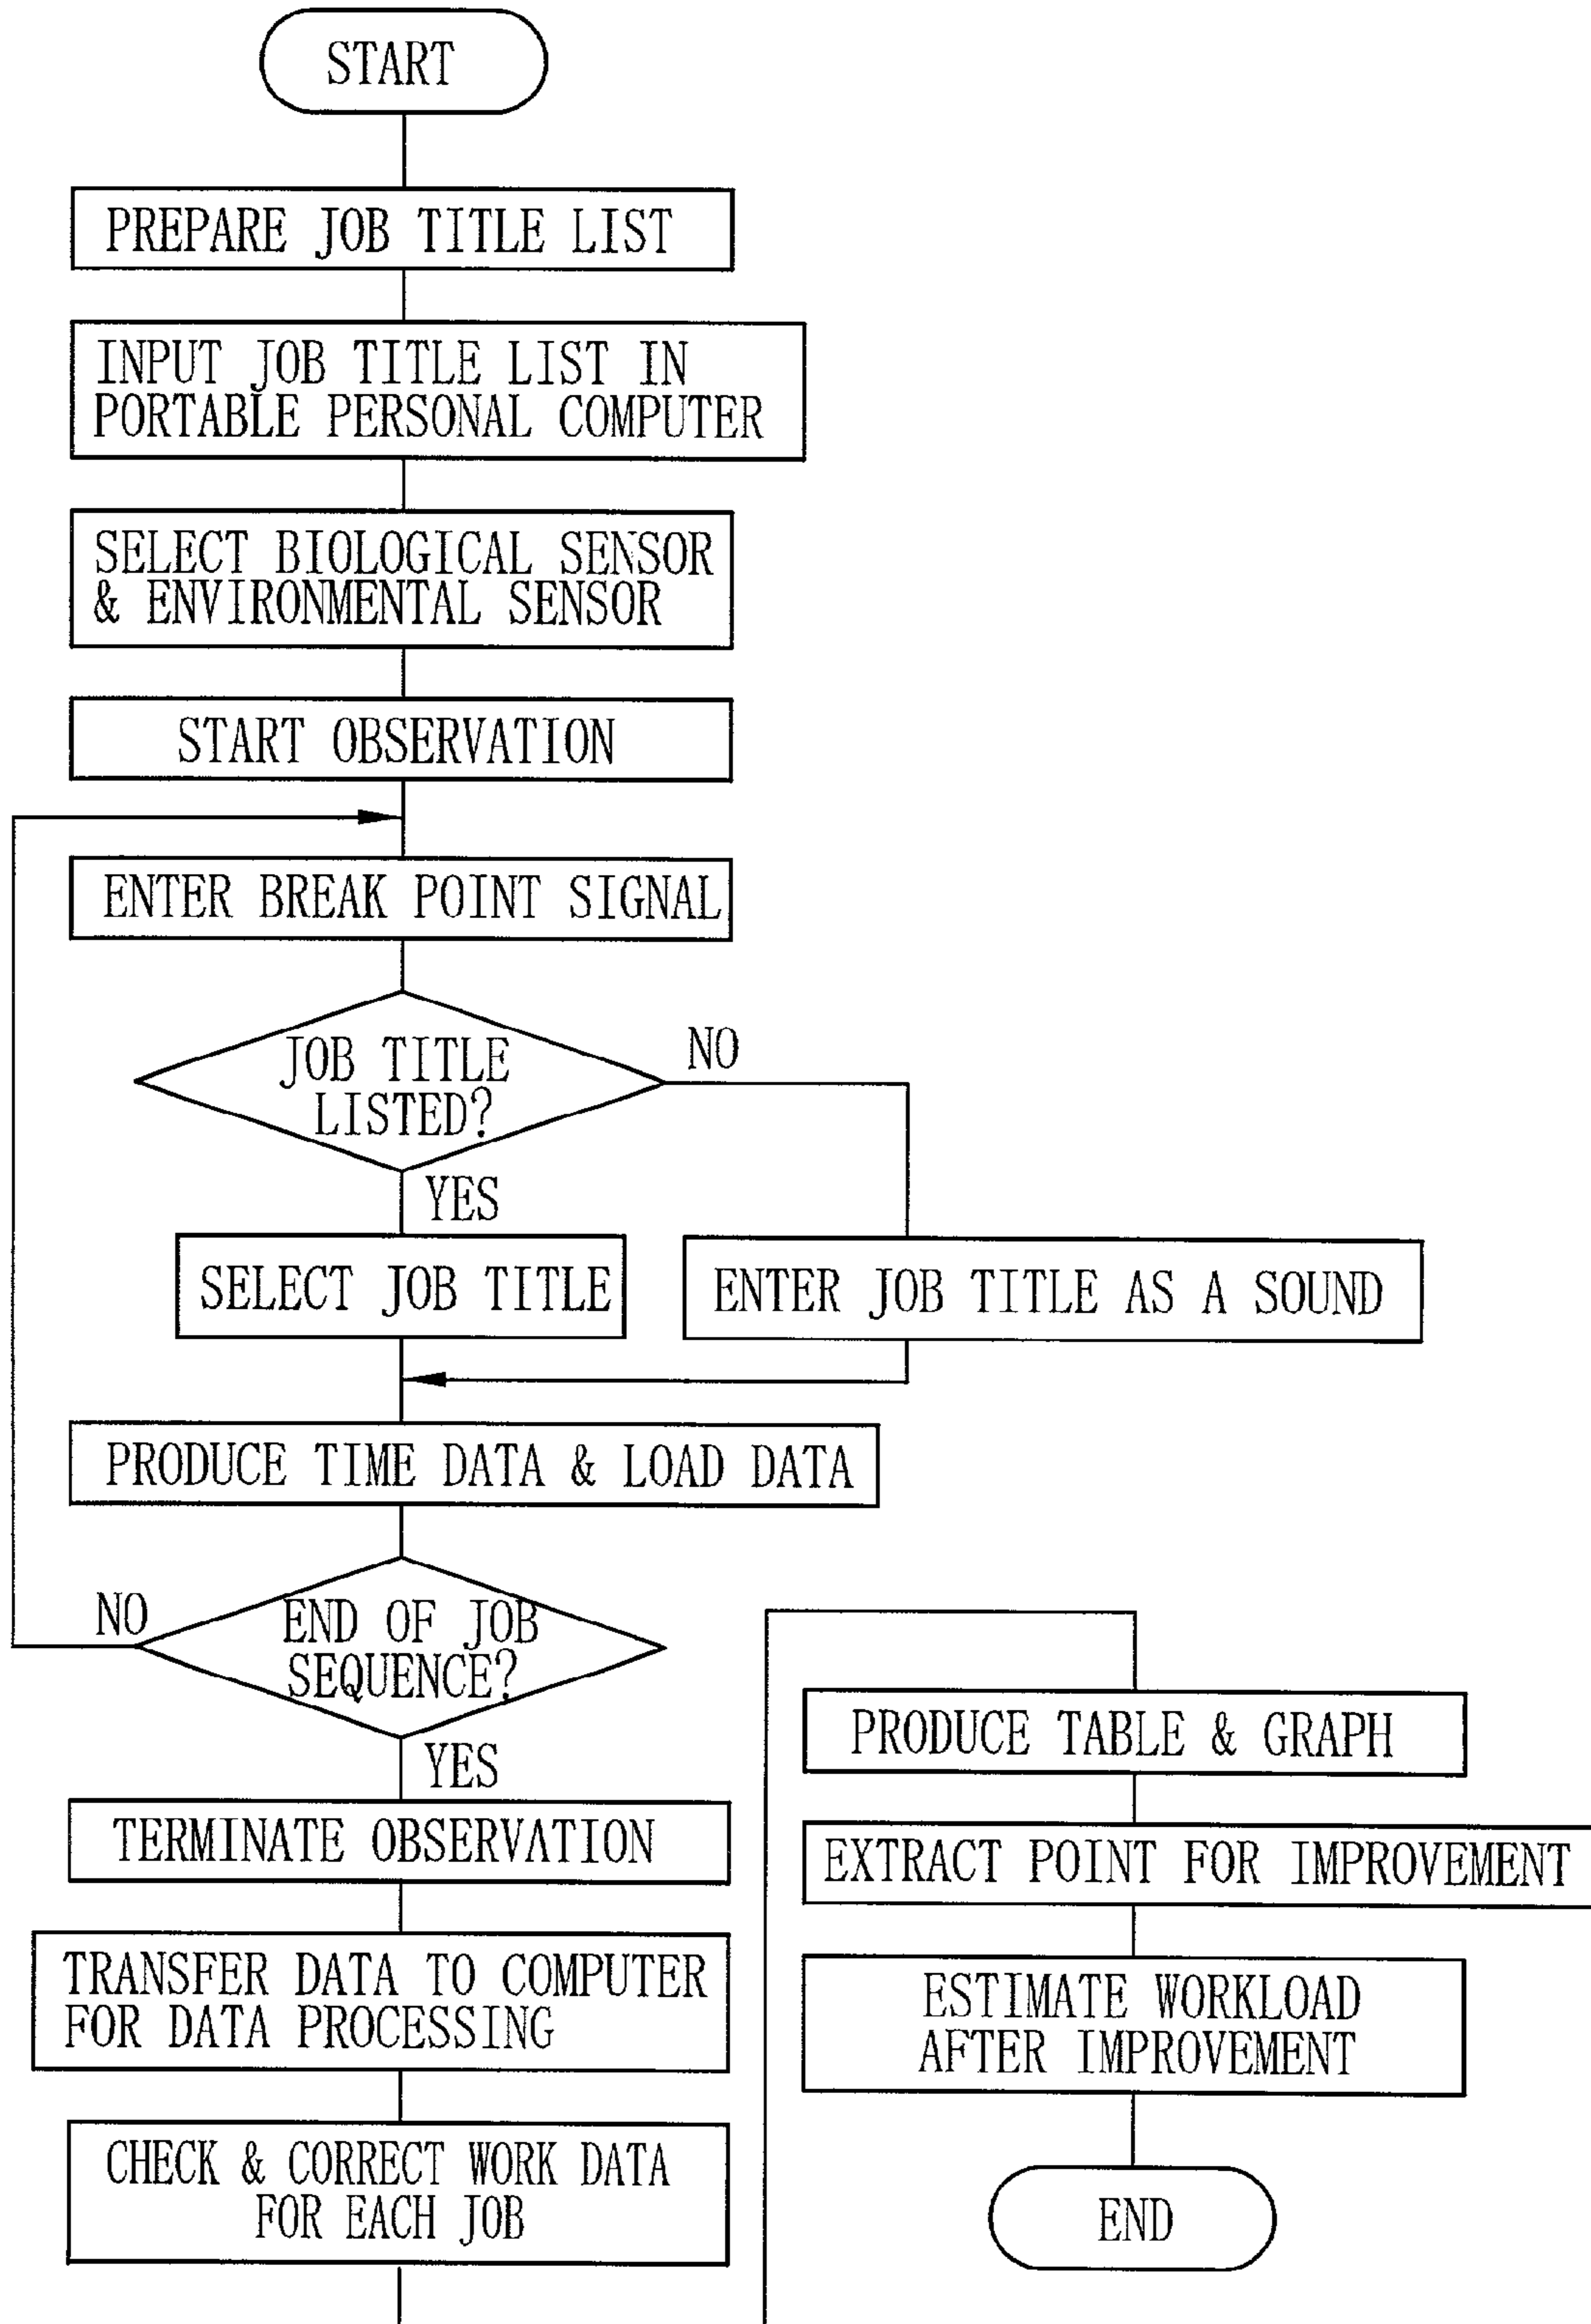 START
PREPARE JOB TITLE LIST
INPUT JOB TITLE LIST IN
PORTABLE PERSONAL COMPUTER
SELECT BIOLOGICAL SENSOR
& ENVIRONMENTAL SENSOR
START OBSERVATION
ENTER BREAK POINT SIGNAL
JOB TITLE
LISTED?
NO
YES
SELECT JOB TITLE
ENTER JOB TITLE AS A SOUND
PRODUCE TIME DATA & LOAD DATA
END OF JOB
SEQUENCE?
NO
YES
TERMINATE OBSERVATION
TRANSFER DATA TO COMPUTER
FOR DATA PROCESSING
CHECK & CORRECT WORK DATA
FOR EACH JOB
PRODUCE TABLE & GRAPH
EXTRACT POINT FOR IMPROVEMENT
ESTIMATE WORKLOAD
AFTER IMPROVEMENT
END